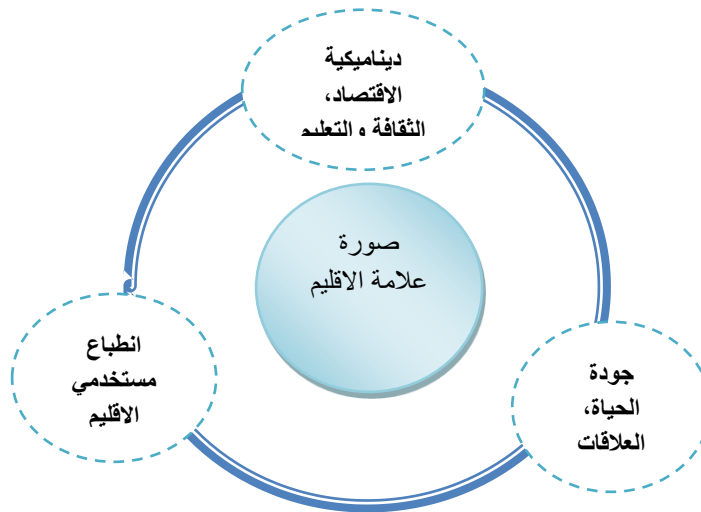 ديناميكية
الاقتصاد،
الثقافة و التعليم
صورة
علامة الاقليم
انطباع
مستخدمي
الاقليم
جودة
الحياة،
العلاقات